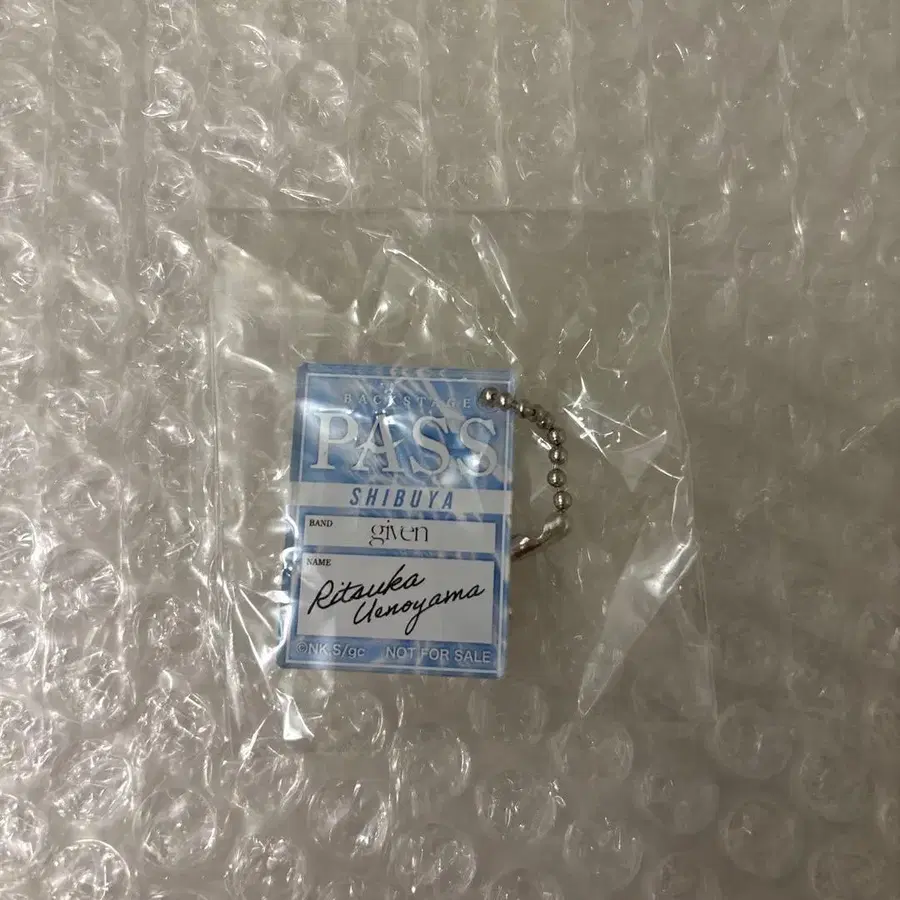 BACKSTAGE
PASS
SHIBUYA
BAND
given
NAME
Ritsuka
Uenoyama
©NK.S/gc NOT FOR SALE